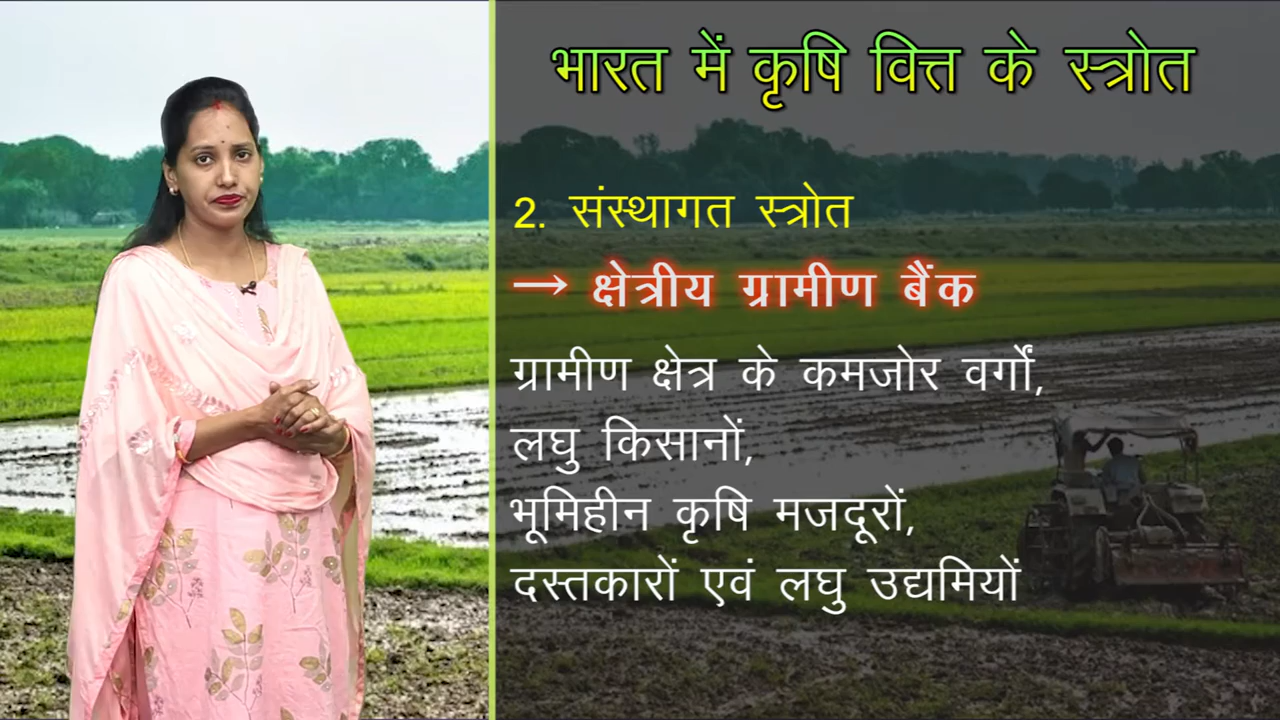 भारत में कृषि वित्त के स्त्रोत
2. संस्थागत स्त्रोत
→ क्षेत्रीय ग्रामीण बैंक
ग्रामीण क्षेत्र के कमजोर वर्गों,
लघु किसानों,
भूमिहीन कृषि मजदूरों,
दस्तकारों एवं लघु उद्यमियों